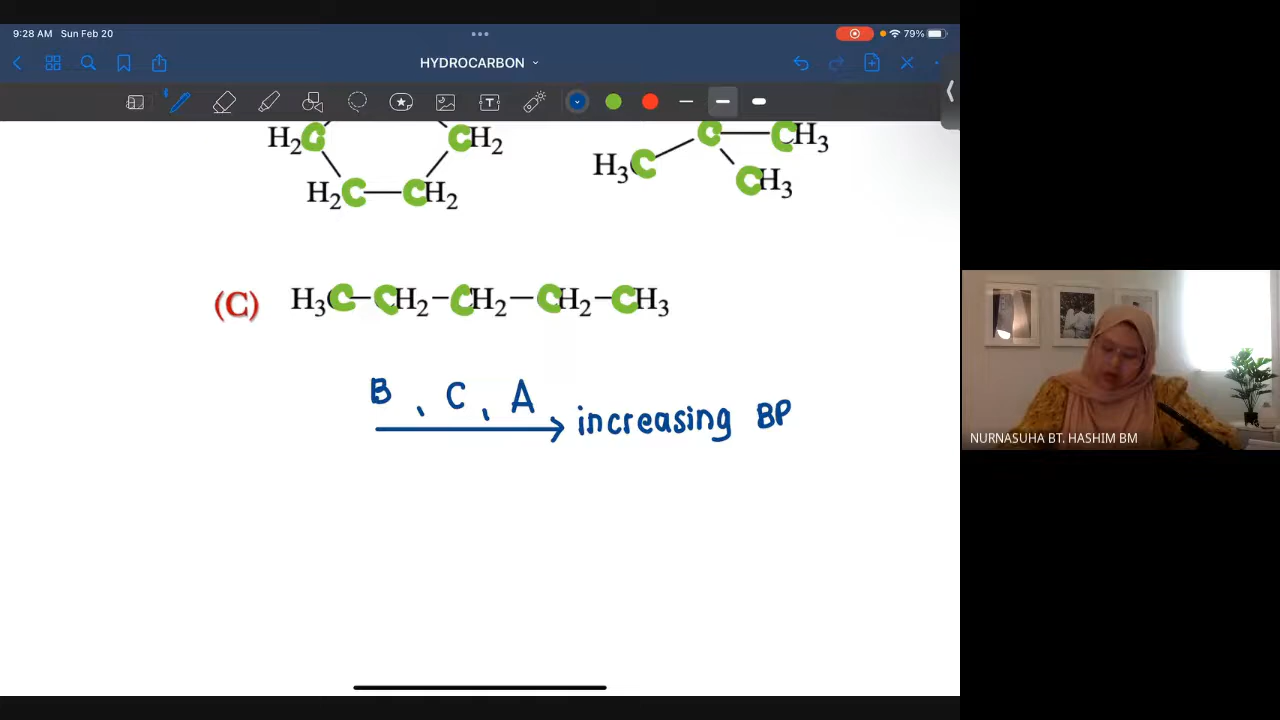 9:28 AM Sun Feb 20
79%
HYDROCARBON
H₂C CH₂
H₂C—CH₂
C—CH₃
H₃C
CH₃
(C) H₃C—CH₂—CH₂—CH₂—CH₃
B, C, A
increasing BP
NURNASUHA BT. HASHIM BM